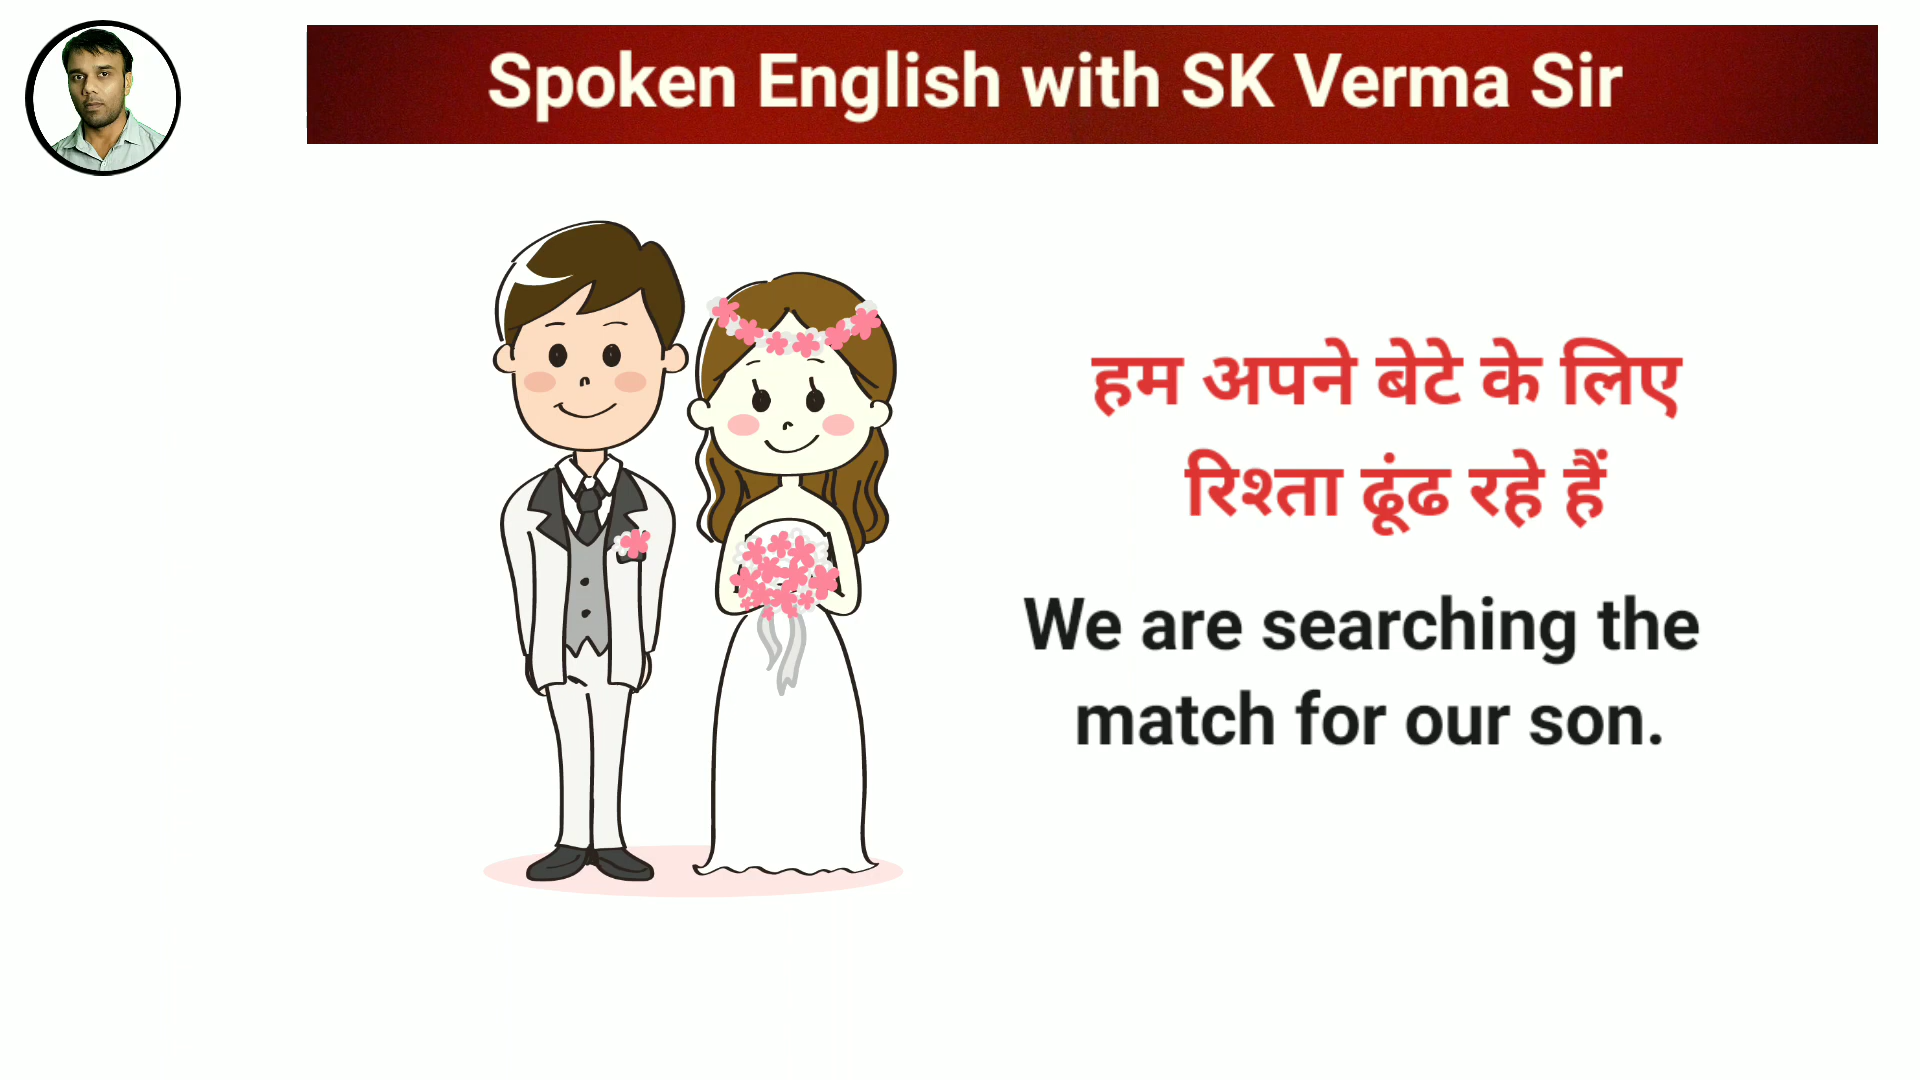 Spoken English with SK Verma Sir
हम अपने बेटे के लिए
रिश्ता ढूंढ रहे हैं
We are searching the
match for our son.